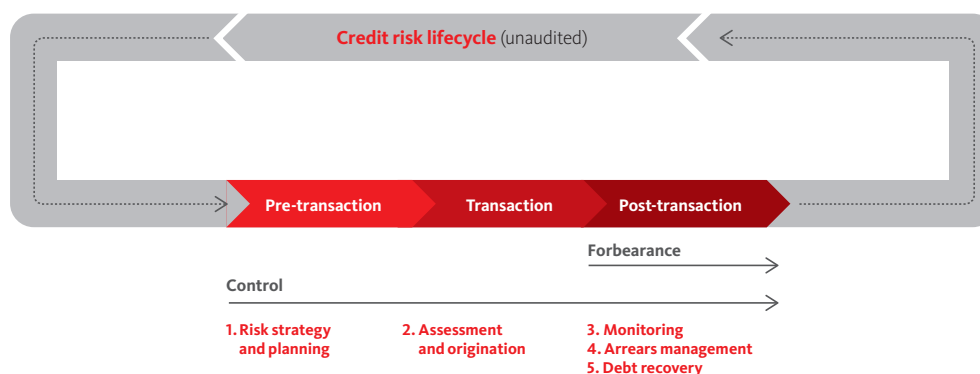 Credit risk lifecycle (unaudited)
Pre-transaction
Transaction
Post-transaction
Forbearance
Control
1. Risk strategy
and planning
2. Assessment
and origination
3. Monitoring
4. Arrears management
5. Debt recovery